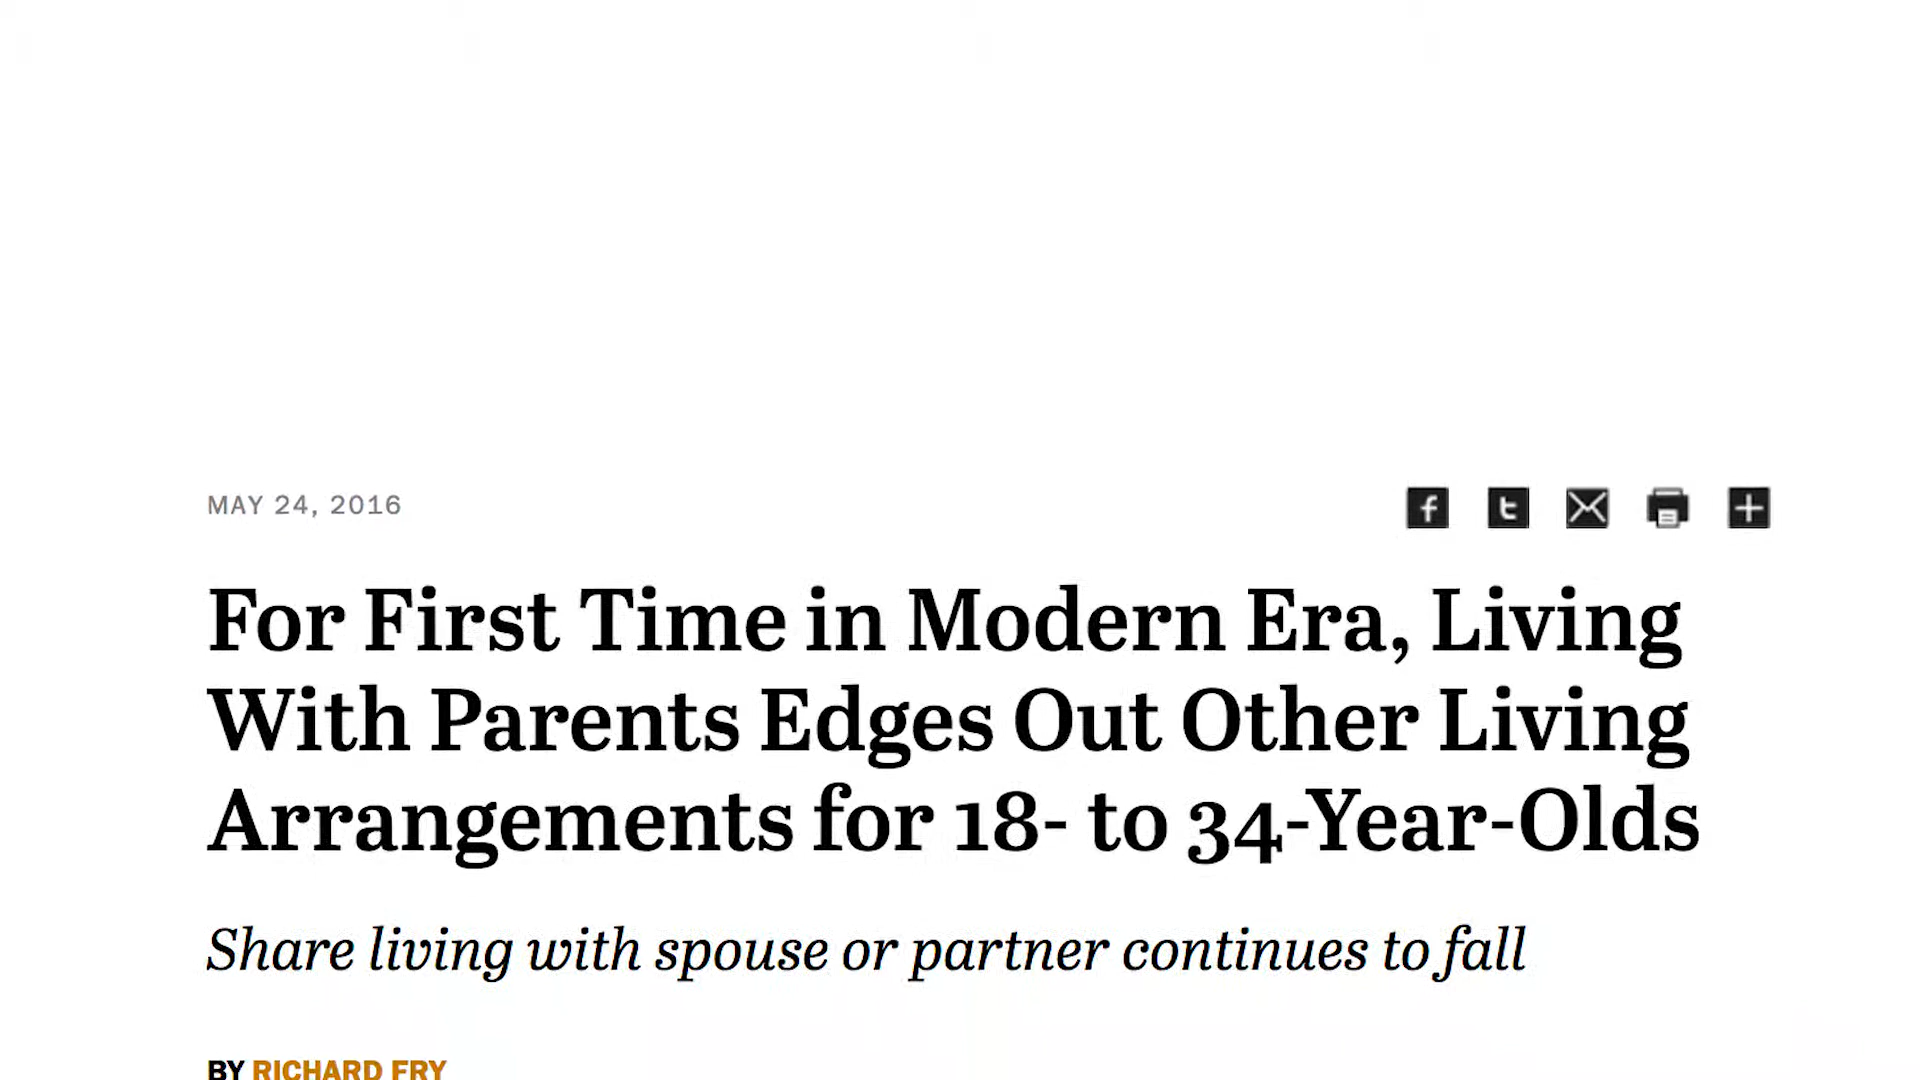 MAY 24, 2016
For First Time in Modern Era, Living
With Parents Edges Out Other Living
Arrangements for 18- to 34-Year-Olds
Share living with spouse or partner continues to fall
BY RICHARD FRY